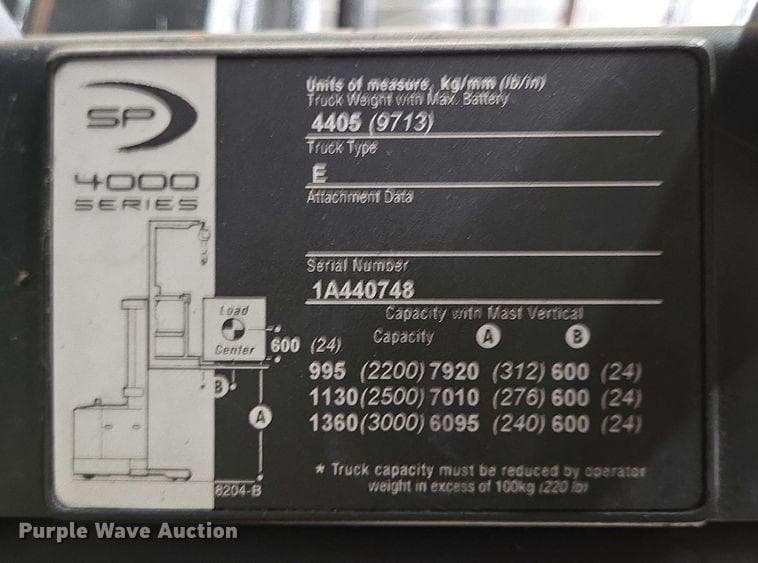 SP
4000
SERIES
Load
Center
600 (24)
B
A
8204-B
Units of measure, kg/mm (lb/in)
Truck Weight with Max. Battery
4405 (9713)
Truck Type
E
Attachment Data
Serial Number
1A440748
Capacity with Mast Vertical
Capacity A B
995 (2200) 7920 (312) 600 (24)
1130 (2500) 7010 (276) 600 (24)
1360 (3000) 6095 (240) 600 (24)
* Truck capacity must be reduced by operator
weight in excess of 100kg (220 lb)
Purple Wave Auction